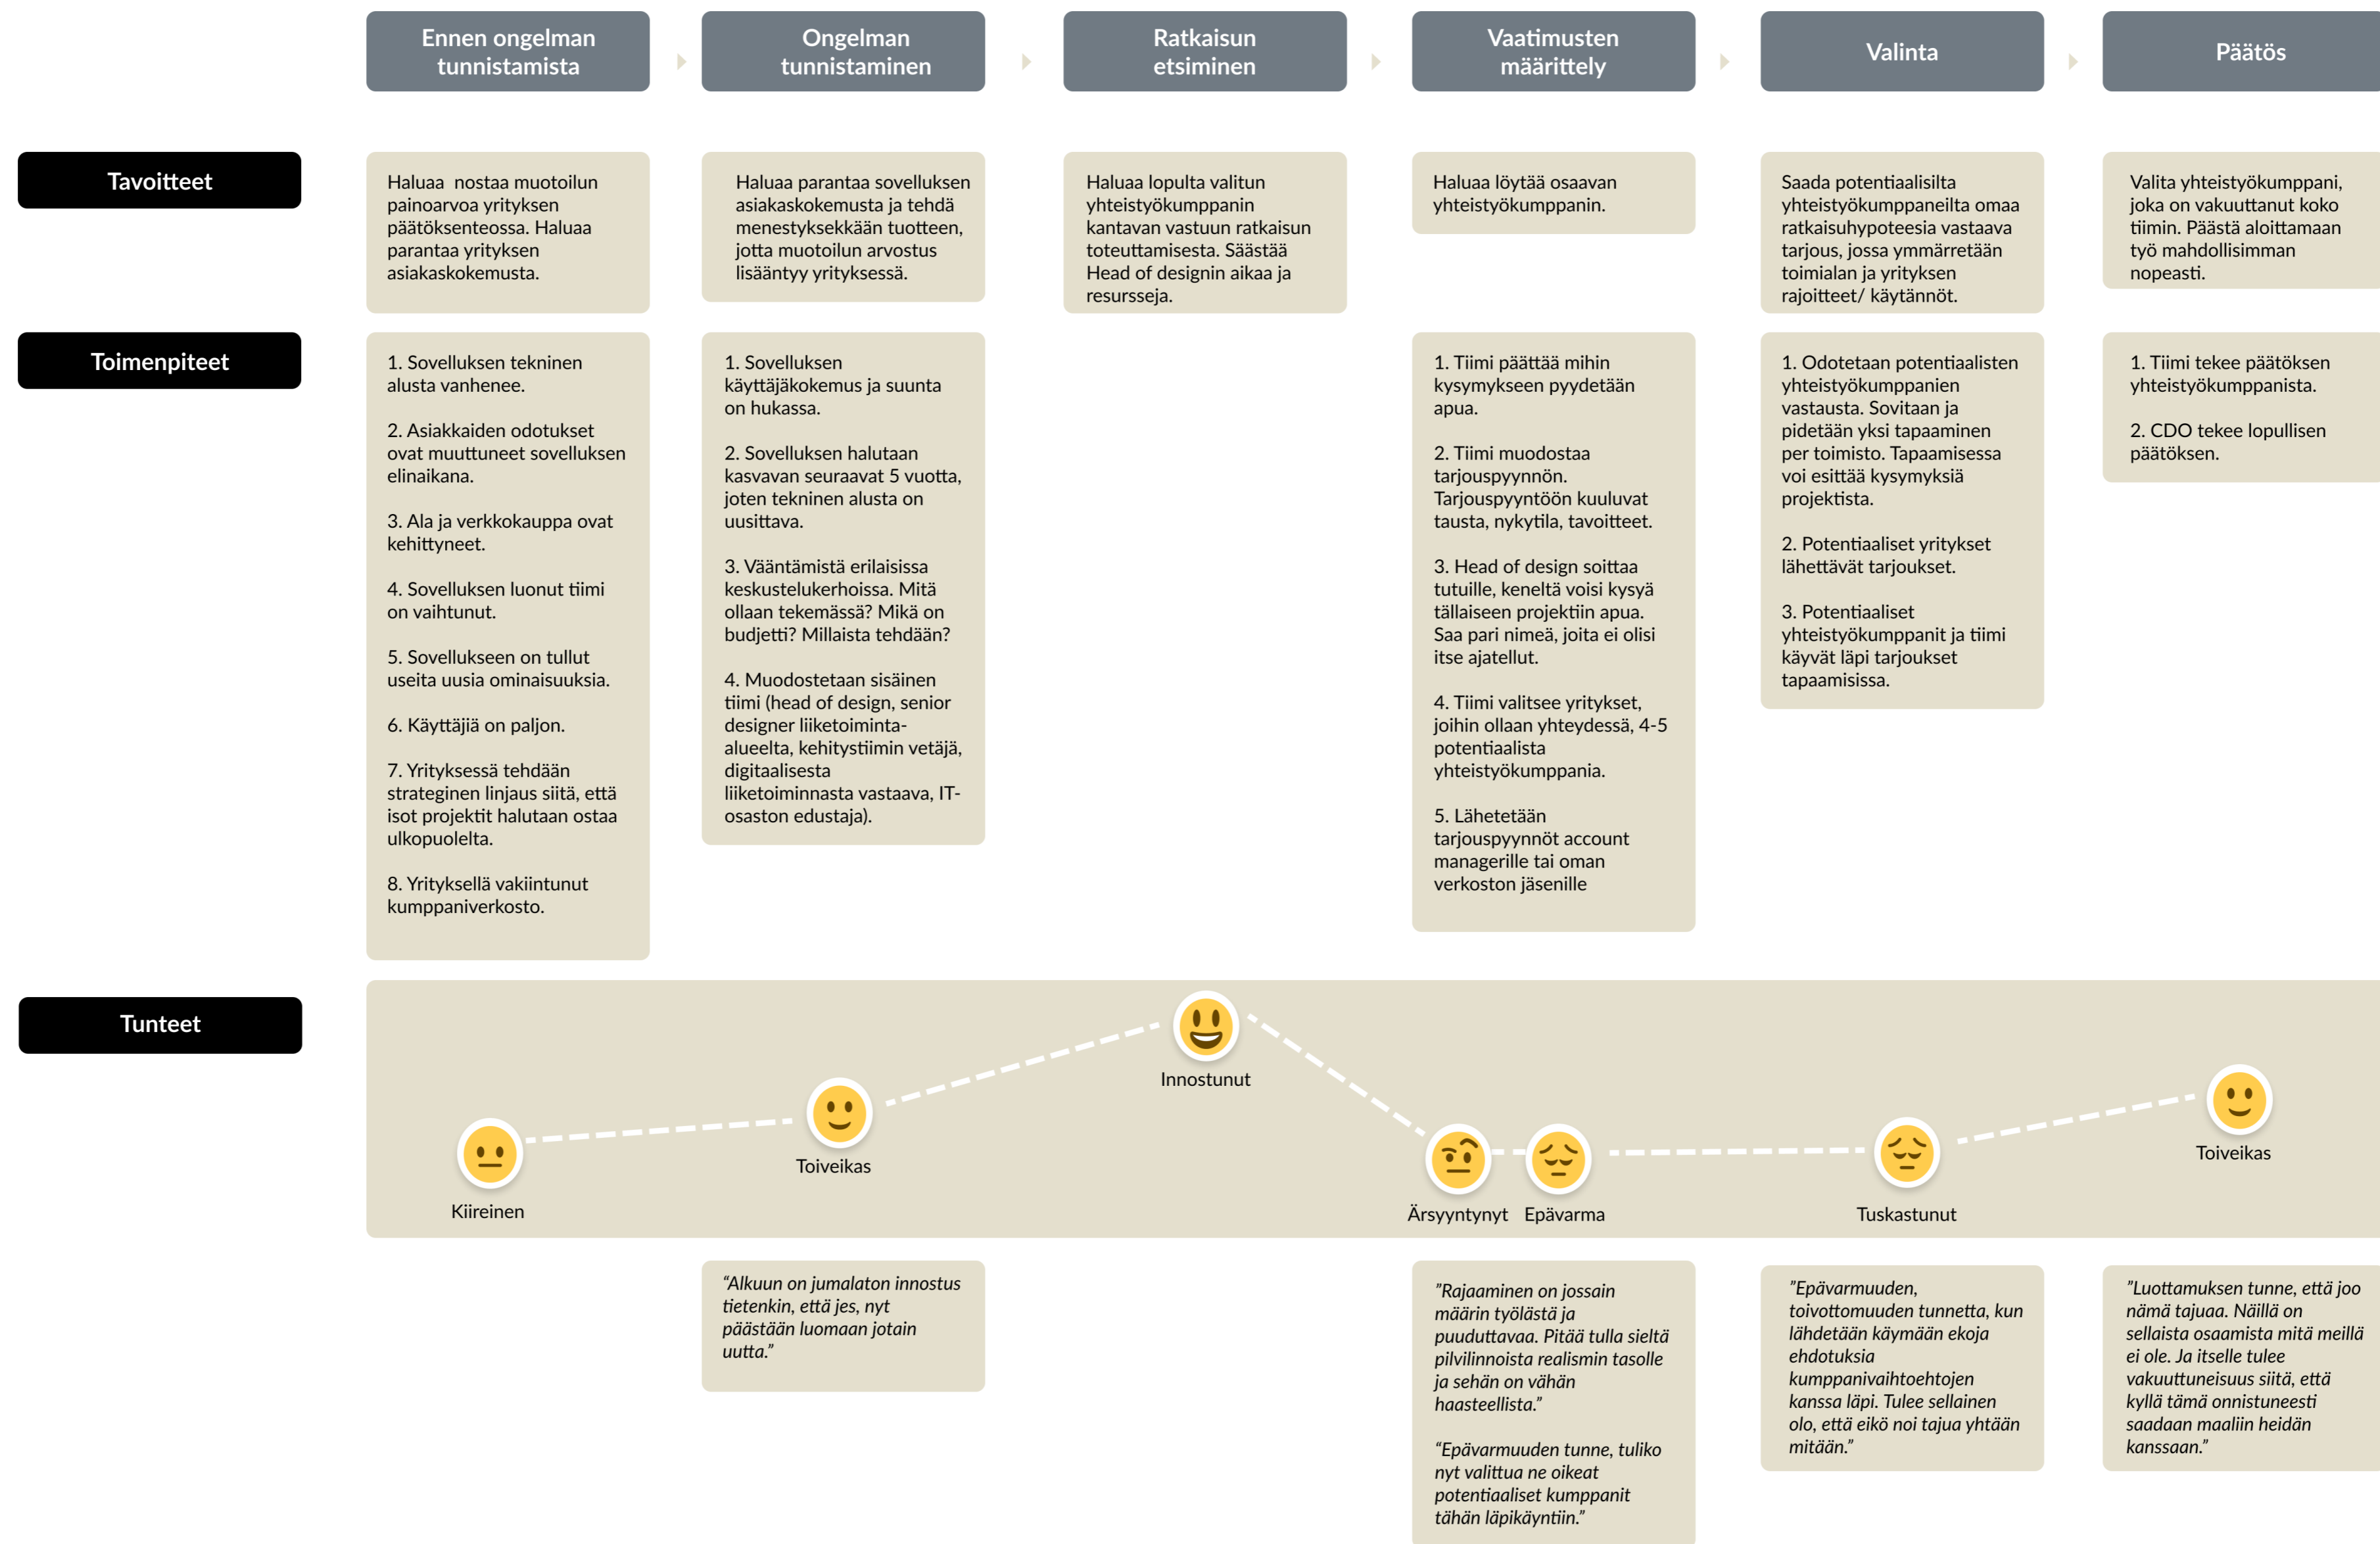 Ennen ongelman
tunnistamista
Ongelman
tunnistaminen
Ratkaisun
etsiminen
Vaatimusten
määrittely
Valinta
Päätös
Tavoitteet
Haluaa nostaa muotoilun
painoarvoa yrityksen
päätöksenteossa. Haluaa
parantaa yrityksen
asiakaskokemusta.
Haluaa parantaa sovelluksen
asiakaskokemusta ja tehdä
menestyksekkään tuotteen,
jotta muotoilun arvostus
lisääntyy yrityksessä.
Haluaa lopulta valitun
yhteistyökumppanin
kantavan vastuun ratkaisun
toteuttamisesta. Säästää
Head of designin aikaa ja
resursseja.
Haluaa löytää osaavan
yhteistyökumppanin.
Saada potentiaalisilta
yhteistyökumppaneilta omaa
ratkaisuhypoteesia vastaava
tarjous, jossa ymmärretään
toimialan ja yrityksen
rajoitteet/ käytännöt.
Valita yhteistyökumppani,
joka on vakuuttanut koko
tiimin. Päästä aloittamaan
työ mahdollisimman
nopeasti.
Toimenpiteet
1. Sovelluksen tekninen
alusta vanhenee.
2. Asiakkaiden odotukset
ovat muuttuneet sovelluksen
elinaikana.
3. Ala ja verkkokauppa ovat
kehittyneet.
4. Sovelluksen luonut tiimi
on vaihtunut.
5. Sovellukseen on tullut
useita uusia ominaisuuksia.
6. Käyttäjiä on paljon.
7. Yrityksessä tehdään
strateginen linjaus siitä, että
isot projektit halutaan ostaa
ulkopuolelta.
8. Yrityksellä vakiintunut
kumppaniverkosto.
1. Sovelluksen
käyttäjäkokemus ja suunta
on hukassa.
2. Sovelluksen halutaan
kasvavan seuraavat 5 vuotta,
joten tekninen alusta on
uusittava.
3. Vääntämistä erilaisissa
keskustelukerhoissa. Mitä
ollaan tekemässä? Mikä on
budjetti? Millaista tehdään?
4. Muodostetaan sisäinen
tiimi (head of design, senior
designer liiketoiminta-
alueelta, kehitystiimin vetäjä,
digitaalisesta
liiketoiminnasta vastaava, IT-
osaston edustaja).
1. Tiimi päättää mihin
kysymykseen pyydetään
apua.
2. Tiimi muodostaa
tarjouspyynnön.
Tarjouspyyntöön kuuluvat
tausta, nykytila, tavoitteet.
3. Head of design soittaa
tutuille, keneltä voisi kysyä
tällaiseen projektiin apua.
Saa pari nimeä, joita ei olisi
itse ajatellut.
4. Tiimi valitsee yritykset,
joihin ollaan yhteydessä, 4-5
potentiaalista
yhteistyökumppania.
5. Lähetetään
tarjouspyynnöt account
managerille tai oman
verkoston jäsenille
1. Odotetaan potentiaalisten
yhteistyökumppanien
vastausta. Sovitaan ja
pidetään yksi tapaaminen
per toimisto. Tapaamisessa
voi esittää kysymyksiä
projektista.
2. Potentiaaliset yritykset
lähettävät tarjoukset.
3. Potentiaaliset
yhteistyökumppanit ja tiimi
käyvät läpi tarjoukset
tapaamisissa.
1. Tiimi tekee päätöksen
yhteistyökumppanista.
2. CDO tekee lopullisen
päätöksen.
Tunteet
Kiireinen
Toiveikas
Innostunut
Ärsyyntynyt
Epävarma
Tuskastunut
Toiveikas
“Alkuun on jumalaton innostus
tietenkin, että jes, nyt
päästään luomaan jotain
uutta.”
”Rajaaminen on jossain
määrin työlästä ja
puuduttavaa. Pitää tulla sieltä
pilvilinnoista realismin tasolle
ja sehän on vähän
haasteellista.”
“Epävarmuuden tunne, tuliko
nyt valittua ne oikeat
potentiaaliset kumppanit
tähän läpikäyntiin.”
”Epävarmuuden,
toivottomuuden tunnetta, kun
lähdetään käymään ekoja
ehdotuksia
kumppanivaihtoehtojen
kanssa läpi. Tulee sellainen
olo, että eikö noi tajua yhtään
mitään.”
”Luottamuksen tunne, että joo
nämä tajuaa. Näillä on
sellaista osaamista mitä meillä
ei ole. Ja itselle tulee
vakuuttuneisuus siitä, että
kyllä tämä onnistuneesti
saadaan maaliin heidän
kanssaan.”